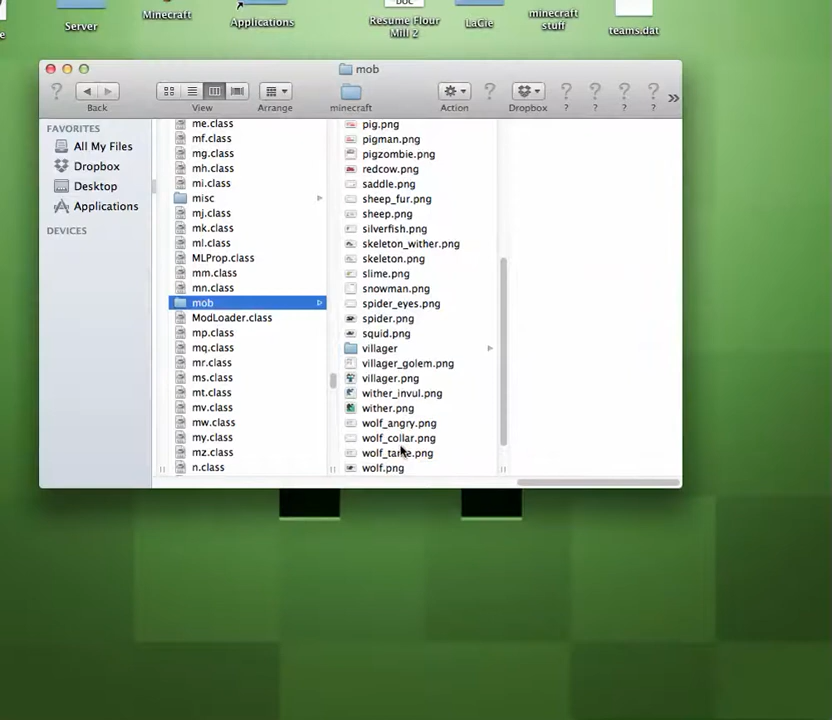 Server
Minecraft
Applications
DOC
Resume Flour
Mill 2
LaCie
minecraft
stuff
teams.dat
mob
?
Back
View
Arrange
minecraft
Action
?
Dropbox
?
?
?
?
»
FAVORITES
All My Files
Dropbox
Desktop
Applications
DEVICES
me.class
mf.class
mg.class
mh.class
mi.class
misc
mj.class
mk.class
ml.class
MLProp.class
mm.class
mn.class
mob
ModLoader.class
mp.class
mq.class
mr.class
ms.class
mt.class
mv.class
mw.class
my.class
mz.class
n.class
pig.png
pigman.png
pigzombie.png
redcow.png
saddle.png
sheep_fur.png
sheep.png
silverfish.png
skeleton_wither.png
skeleton.png
slime.png
snowman.png
spider_eyes.png
spider.png
squid.png
villager
villager_golem.png
villager.png
wither_invul.png
wither.png
wolf_angry.png
wolf_collar.png
wolf_tame.png
wolf.png